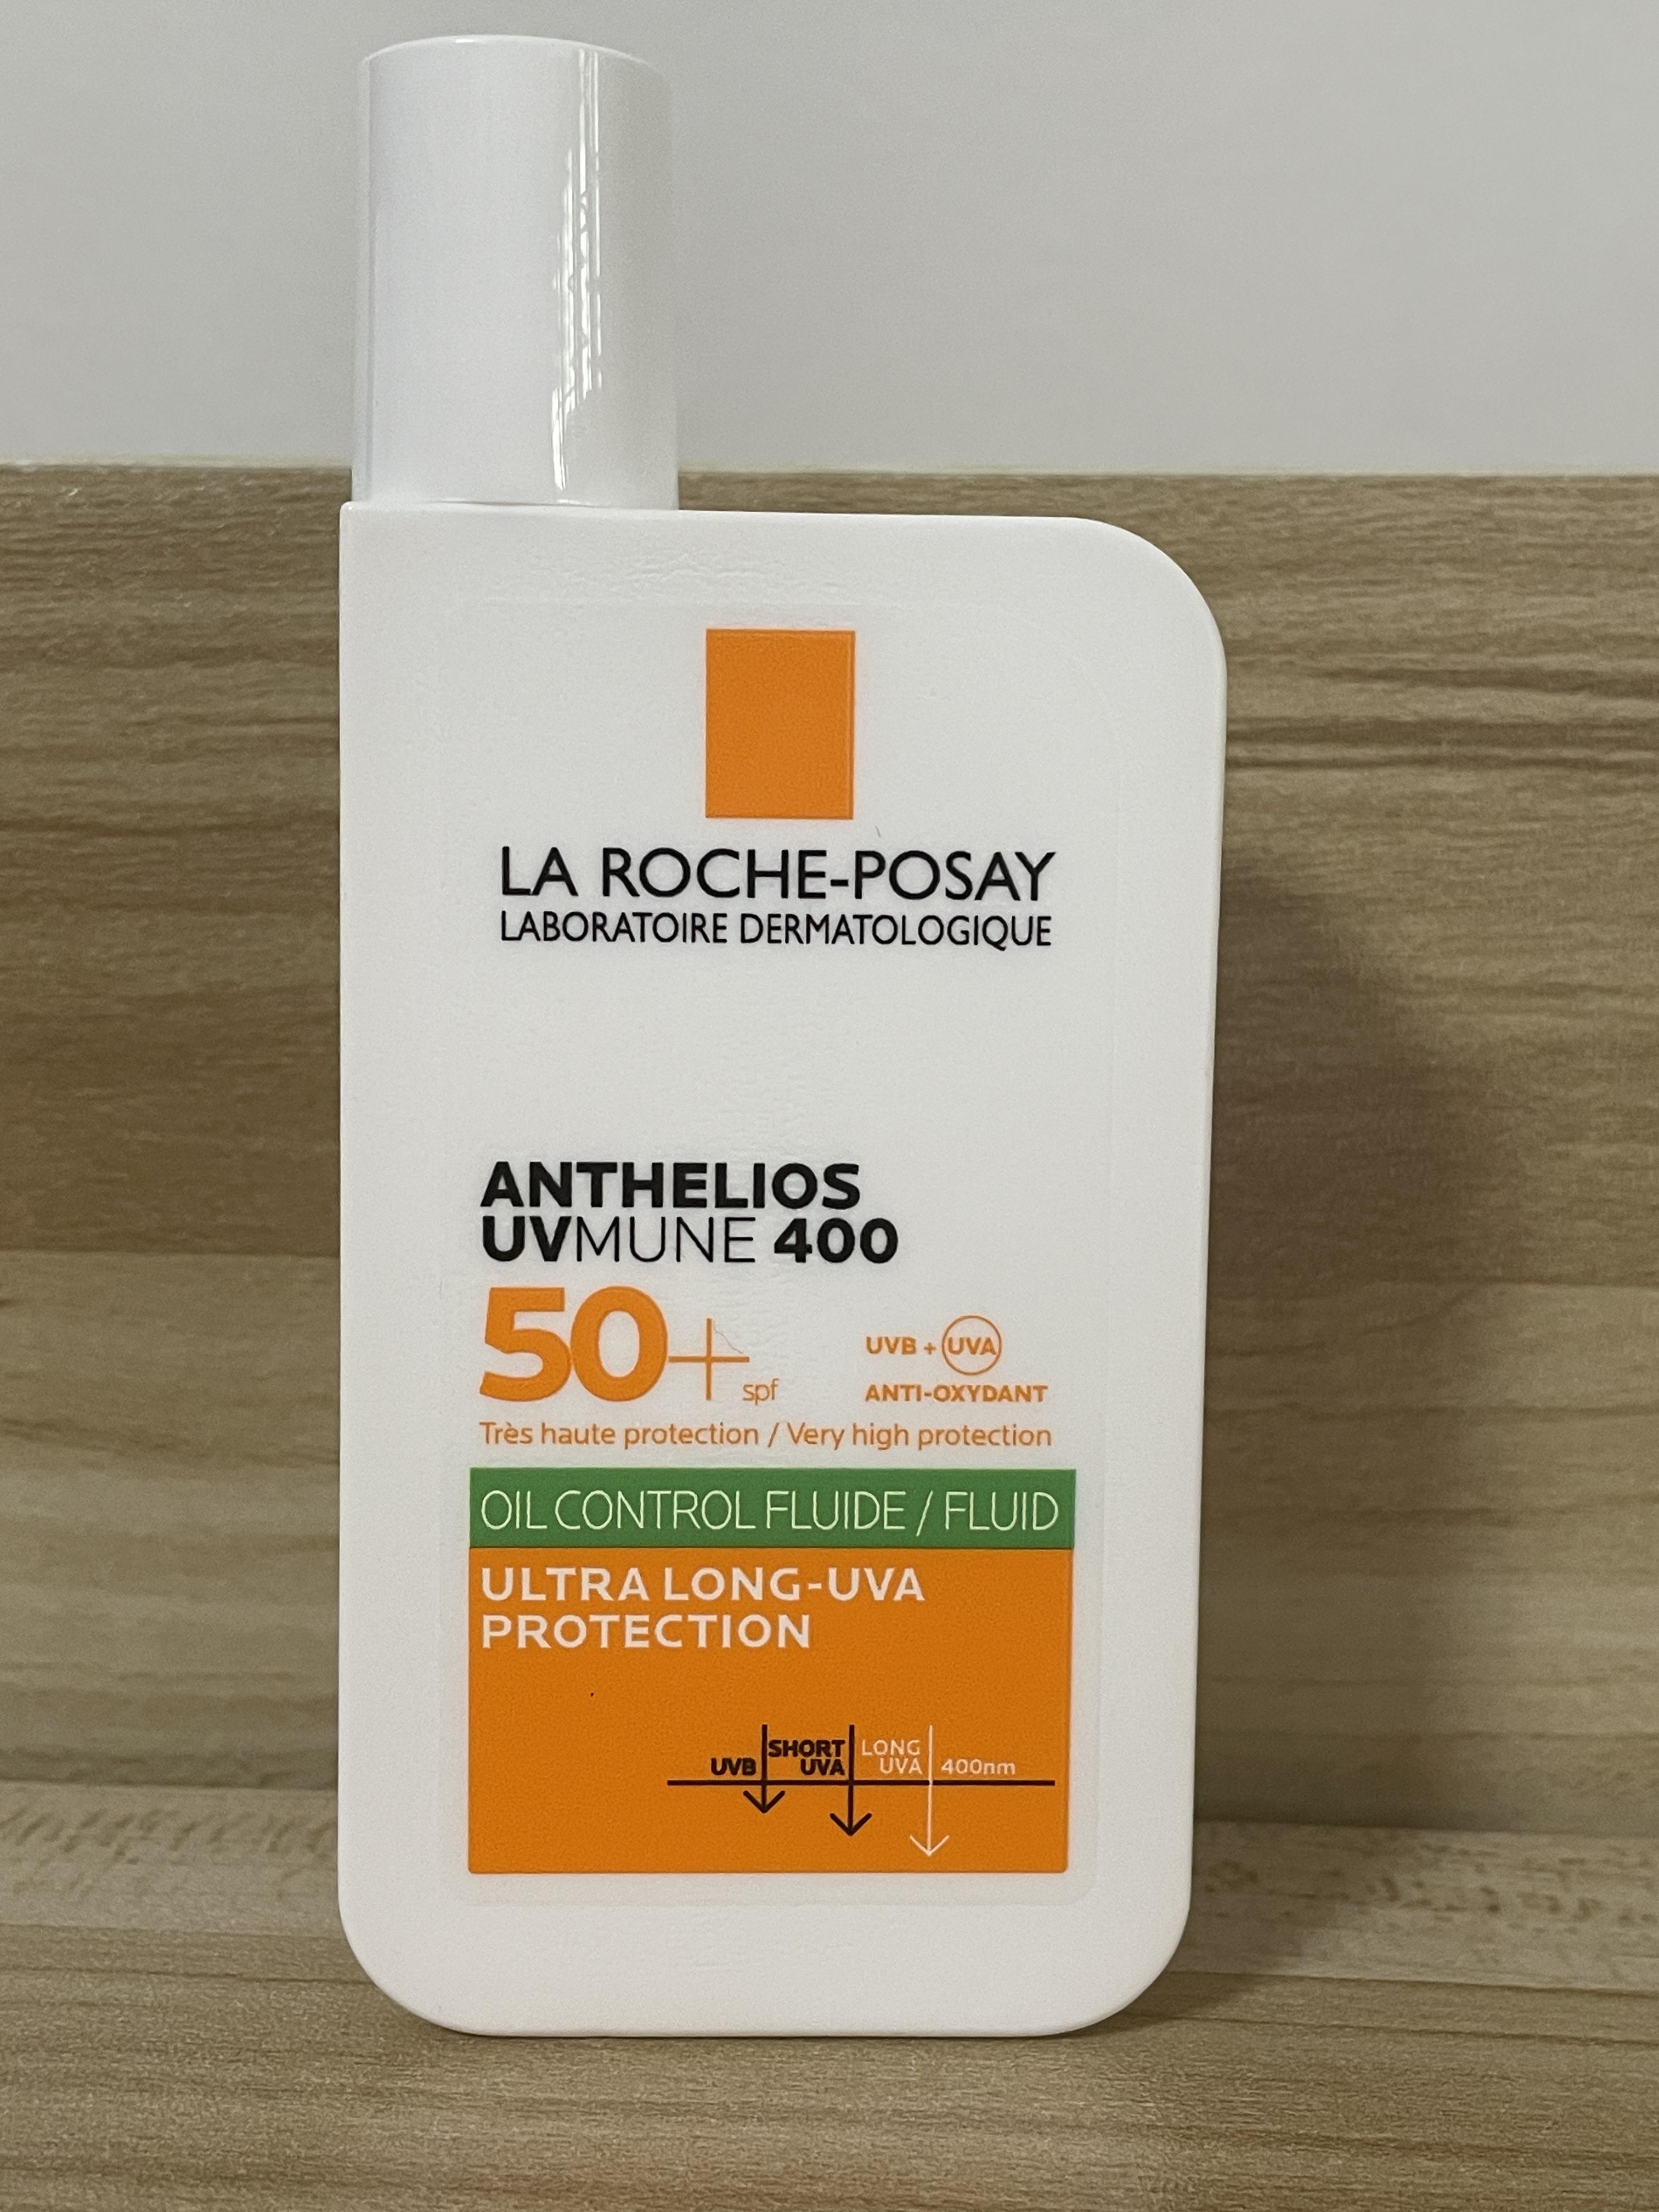 LA ROCHE-POSAY
LABORATOIRE DERMATOLOGIQUE
ANTHELIOS
UVMUNE 400
50+ spf
UVB + UVA
ANTI-OXYDANT
Très haute protection / Very high protection
OIL CONTROL FLUIDE / FLUID
ULTRA LONG-UVA
PROTECTION
UVB SHORT UVA LONG UVA 400nm